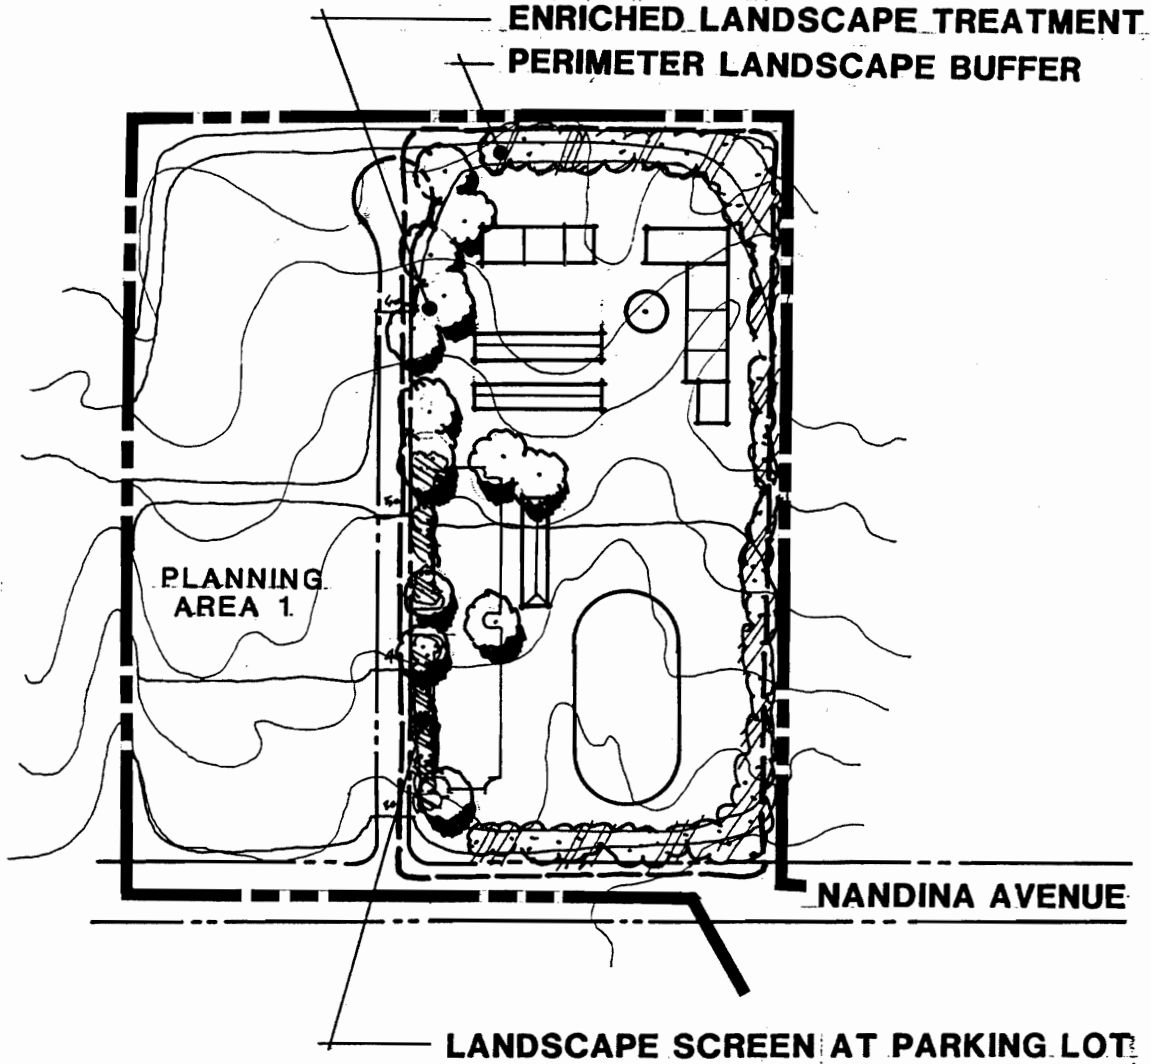 ENRICHED LANDSCAPE TREATMENT
PERIMETER LANDSCAPE BUFFER
PLANNING
AREA 1
NANDINA AVENUE
LANDSCAPE SCREEN AT PARKING LOT